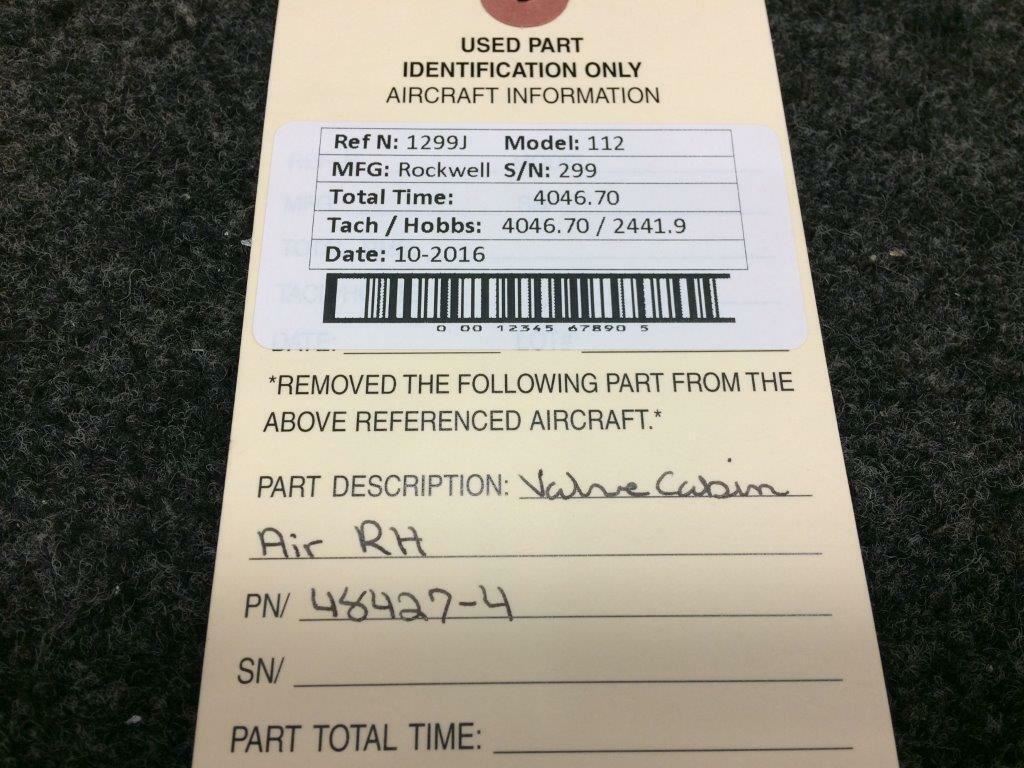 USED PART
IDENTIFICATION ONLY
AIRCRAFT INFORMATION
Ref N: 1299J Model: 112
MFG: Rockwell S/N: 299
Total Time: 4046.70
Tach / Hobbs: 4046.70 / 2441.9
Date: 10-2016
0 00 12345 67890 5
DATE: LOT#:
*REMOVED THE FOLLOWING PART FROM THE
ABOVE REFERENCED AIRCRAFT.*
PART DESCRIPTION: Valve Cabin
Air RH
PN/ 48427-4
SN/
PART TOTAL TIME: